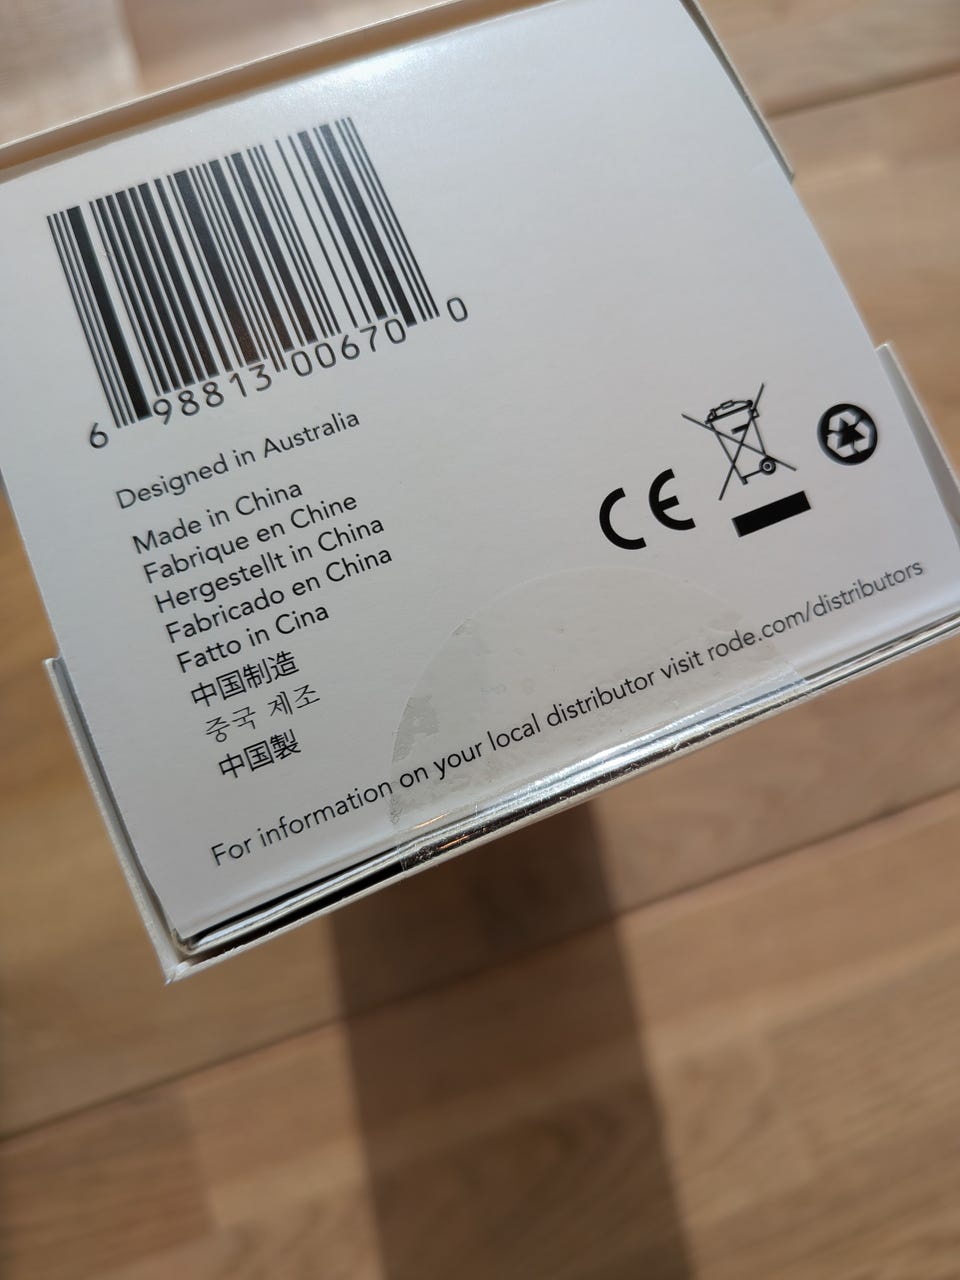 6 98813 00670 0
Designed in Australia
Made in China
Fabrique en Chine
Hergestellt in China
Fabricado en China
Fatto in Cina
中国制造
중국 제조
中国製
CE
For information on your local distributor visit rode.com/distributors